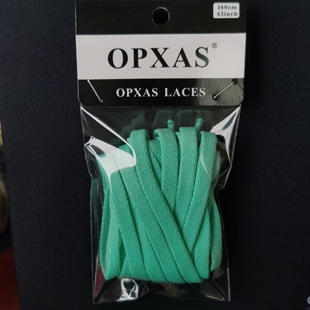 160cm
63inch
OPXAS®
OPXAS LACES